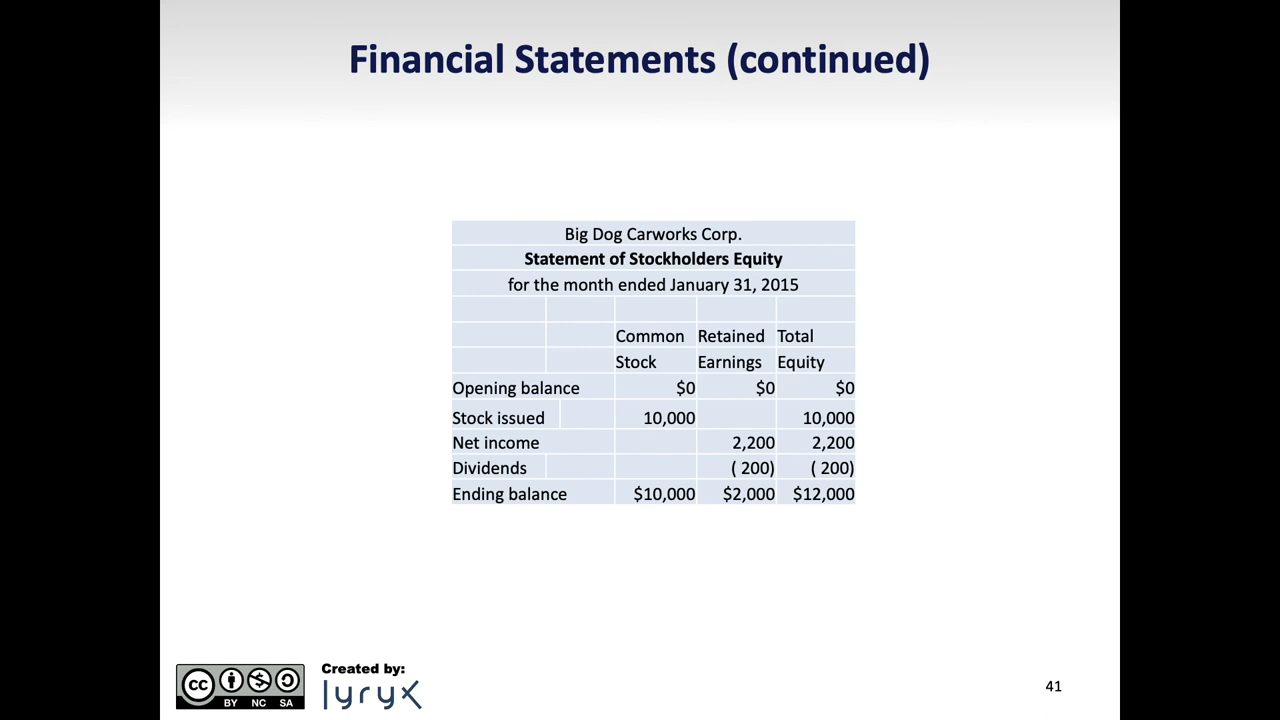 Financial Statements (continued)
Big Dog Carworks Corp.
Statement of Stockholders Equity
for the month ended January 31, 2015
Common Retained Total
Stock Earnings Equity
Opening balance $0 $0 $0
Stock issued 10,000 10,000
Net income 2,200 2,200
Dividends ( 200) ( 200)
Ending balance $10,000 $2,000 $12,000
Created by:
lyryx
cc
BY NC SA
41